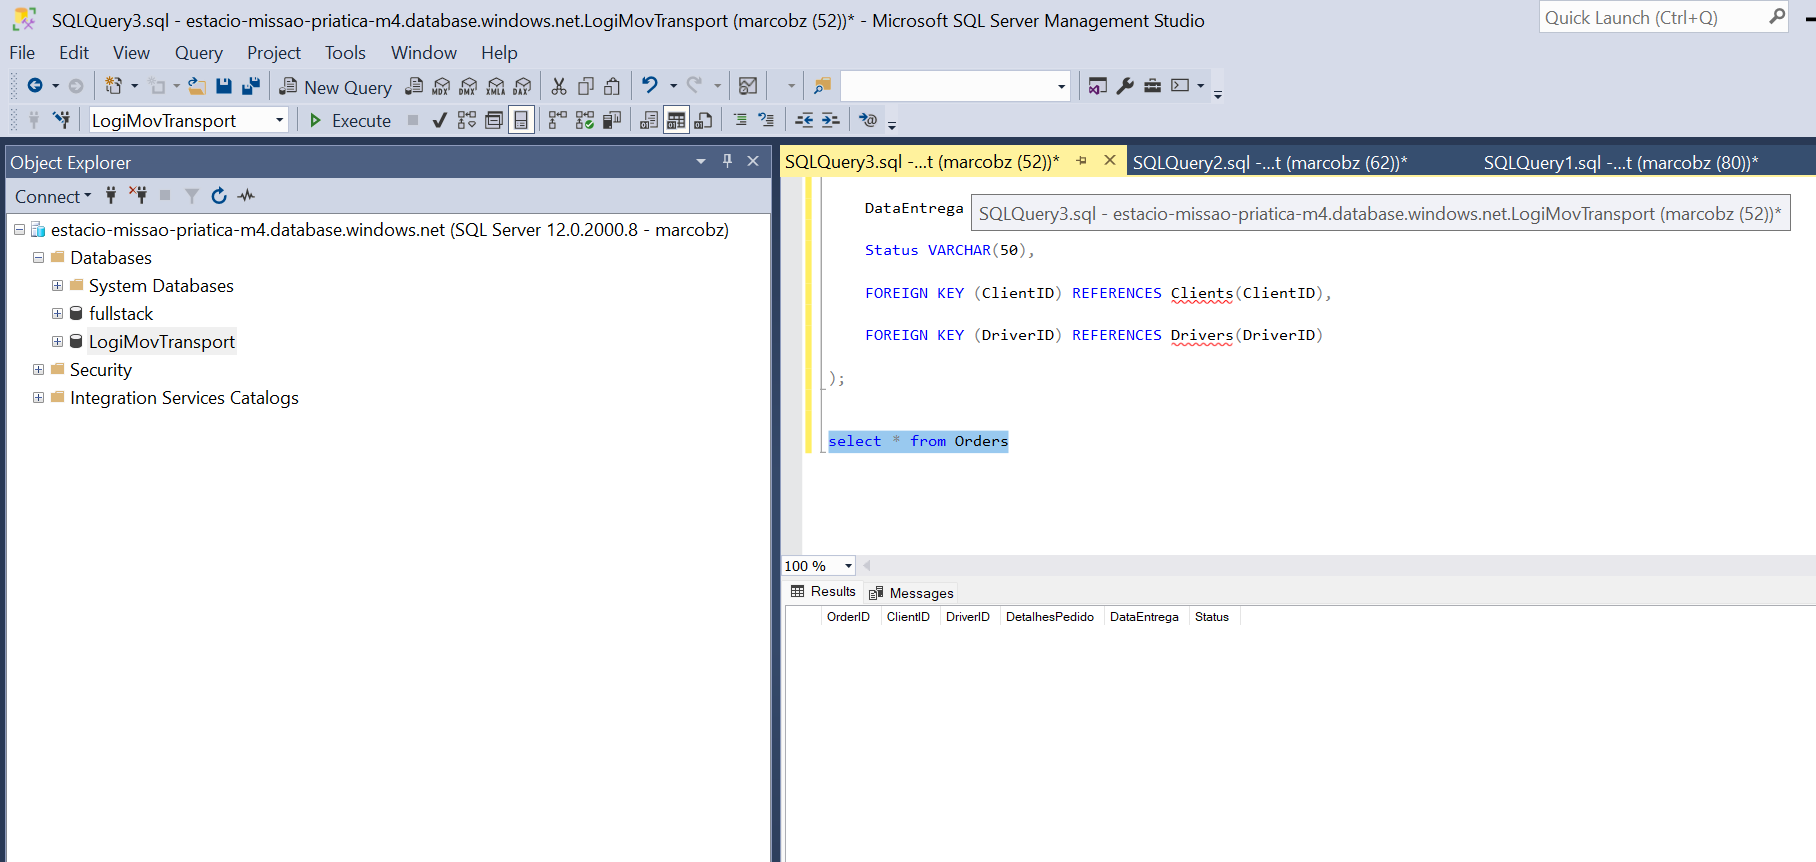 SQLQuery3.sql - estacio-missao-priatica-m4.database.windows.net.LogiMovTransport (marcobz (52))* - Microsoft SQL Server Management Studio
Quick Launch (Ctrl+Q)
File Edit View Query Project Tools Window Help
New Query MDX DMX XMLA DAX
LogiMovTransport Execute
Object Explorer
Connect
estacio-missao-priatica-m4.database.windows.net (SQL Server 12.0.2000.8 - marcobz)
Databases
System Databases
fullstack
LogiMovTransport
Security
Integration Services Catalogs
SQLQuery3.sql -...t (marcobz (52))* SQLQuery2.sql -...t (marcobz (62))* SQLQuery1.sql -...t (marcobz (80))*
DataEntrega
SQLQuery3.sql - estacio-missao-priatica-m4.database.windows.net.LogiMovTransport (marcobz (52))*
Status VARCHAR(50),
FOREIGN KEY (ClientID) REFERENCES Clients(ClientID),
FOREIGN KEY (DriverID) REFERENCES Drivers(DriverID)
);
select * from Orders
100 %
Results Messages
OrderID ClientID DriverID DetalhesPedido DataEntrega Status